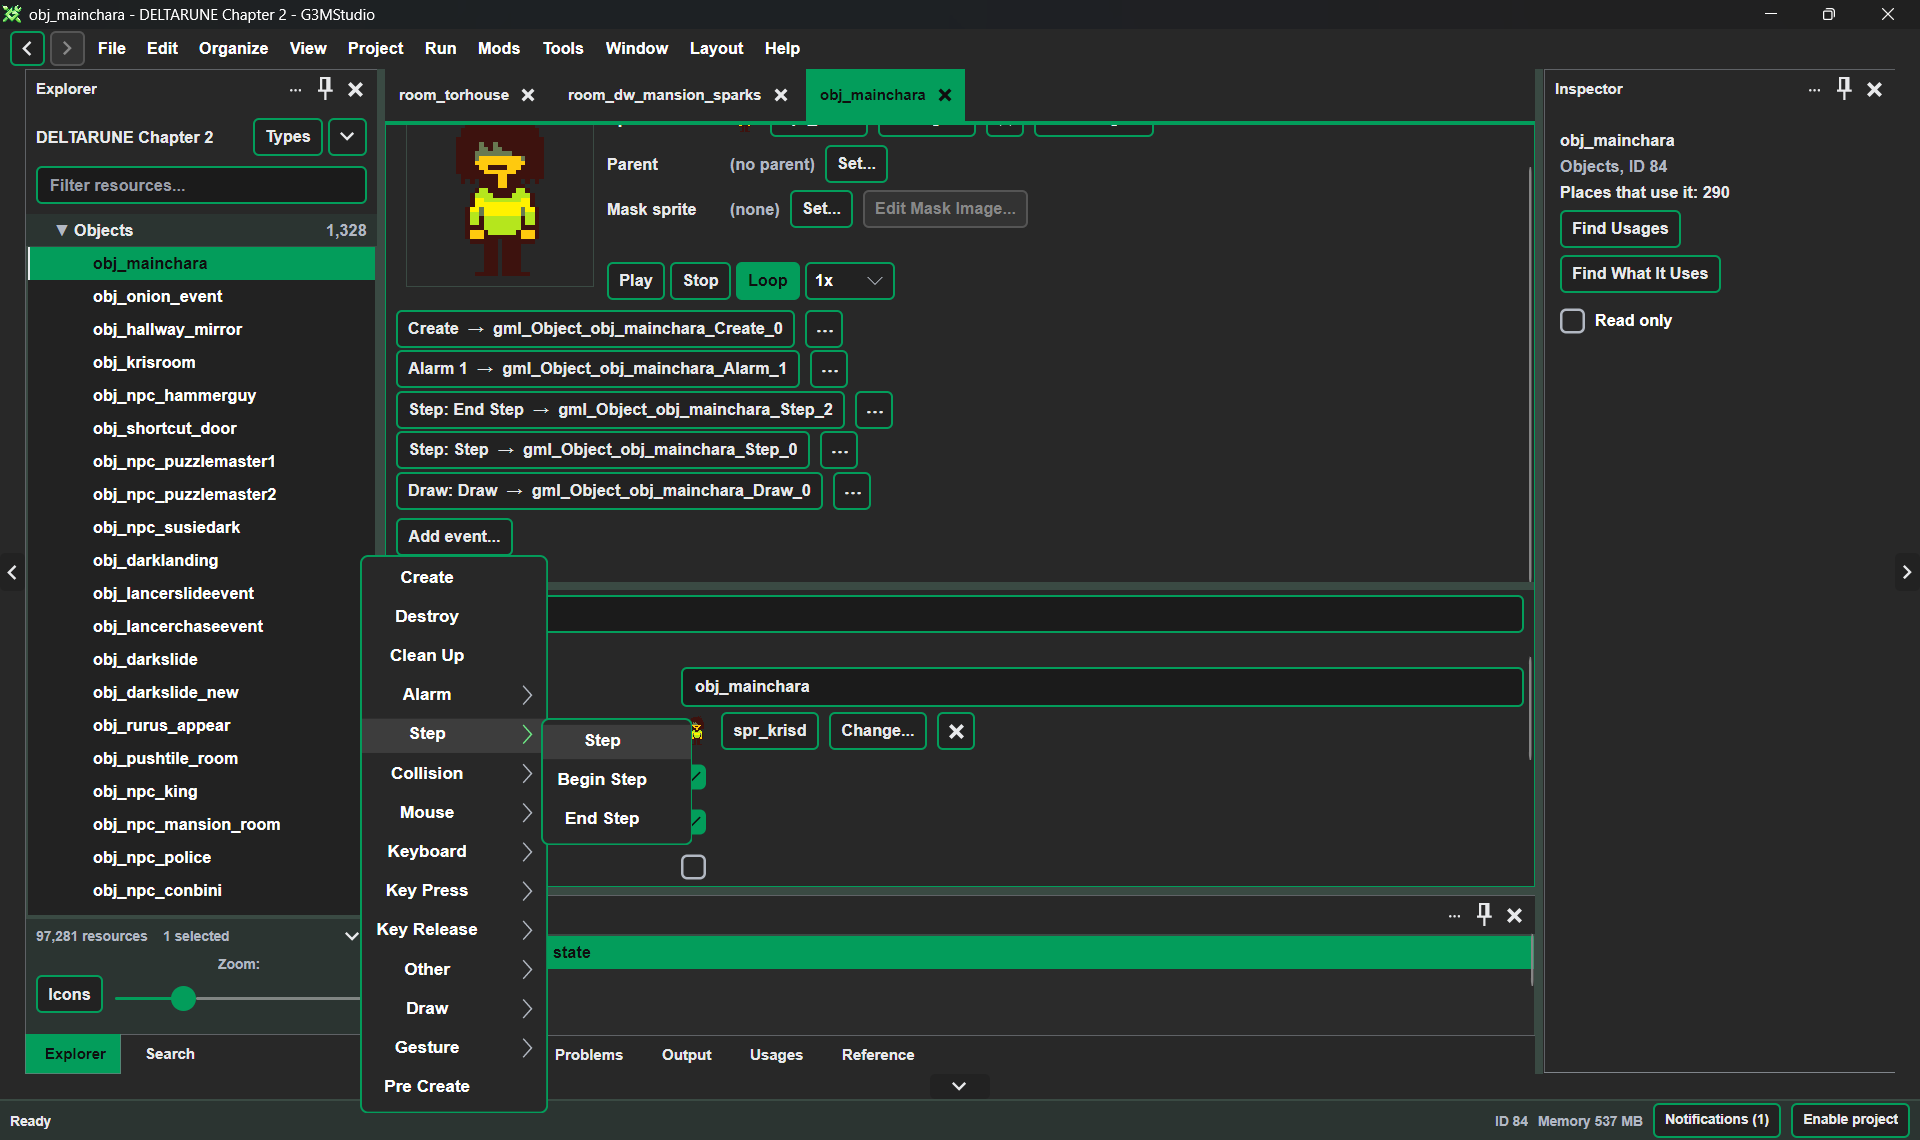 obj_mainchara - DELTARUNE Chapter 2 - G3MStudio
File Edit Organize View Project Run Mods Tools Window Layout Help
Explorer
DELTARUNE Chapter 2 Types
Filter resources...
Objects 1,328
obj_mainchara
obj_onion_event
obj_hallway_mirror
obj_krisroom
obj_npc_hammerguy
obj_shortcut_door
obj_npc_puzzlemaster1
obj_npc_puzzlemaster2
obj_npc_susiedark
obj_darklanding
obj_lancerslideevent
obj_lancerchaseevent
obj_darkslide
obj_darkslide_new
obj_rurus_appear
obj_pushtile_room
obj_npc_king
obj_npc_mansion_room
obj_npc_police
obj_npc_conbini
97,281 resources 1 selected
Zoom:
Icons
Explorer Search
room_torhouse room_dw_mansion_sparks obj_mainchara
Parent (no parent) Set...
Mask sprite (none) Set... Edit Mask Image...
Play Stop Loop 1x
Create → gml_Object_obj_mainchara_Create_0 ...
Alarm 1 → gml_Object_obj_mainchara_Alarm_1 ...
Step: End Step → gml_Object_obj_mainchara_Step_2 ...
Step: Step → gml_Object_obj_mainchara_Step_0 ...
Draw: Draw → gml_Object_obj_mainchara_Draw_0 ...
Add event...
Create
Destroy
Clean Up
Alarm
Step
Collision
Mouse
Keyboard
Key Press
Key Release
Other
Draw
Gesture
Pre Create
Step
Begin Step
End Step
obj_mainchara
spr_krisd Change...
state
Problems Output Usages Reference
Inspector
obj_mainchara
Objects, ID 84
Places that use it: 290
Find Usages
Find What It Uses
Read only
Ready
ID 84 Memory 537 MB Notifications (1) Enable project